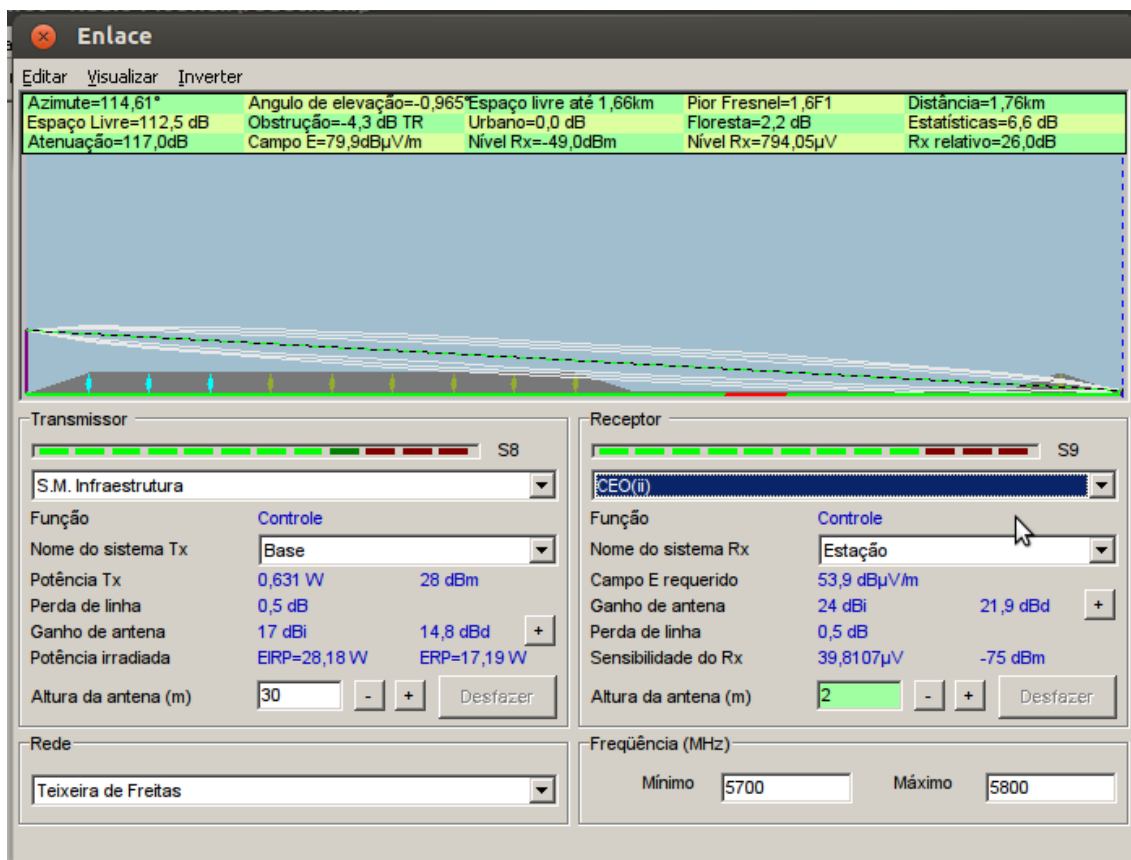 Enlace
Editar Visualizar Inverter
Azimute=114,61° Angulo de elevação=-0,965° Espaço livre até 1,66km Pior Fresnel=1,6F1 Distância=1,76km
Espaço Livre=112,5 dB Obstrução=-4,3 dB TR Urbano=0,0 dB Floresta=2,2 dB Estatísticas=6,6 dB
Atenuação=117,0dB Campo E=79,9dBµV/m Nível Rx=-49,0dBm Nível Rx=794,05µV Rx relativo=26,0dB
Transmissor
S8
S.M. Infraestrutura
Função Controle
Nome do sistema Tx Base
Potência Tx 0,631 W 28 dBm
Perda de linha 0,5 dB
Ganho de antena 17 dBi 14,8 dBd +
Potência irradiada EIRP=28,18 W ERP=17,19 W
Altura da antena (m) 30 - + Desfazer
Rede
Teixeira de Freitas
Receptor
S9
CEO(ii)
Função Controle
Nome do sistema Rx Estação
Campo E requerido 53,9 dBµV/m
Ganho de antena 24 dBi 21,9 dBd +
Perda de linha 0,5 dB
Sensibilidade do Rx 39,8107µV -75 dBm
Altura da antena (m) 2 - + Desfazer
Freqüência (MHz)
Mínimo 5700 Máximo 5800